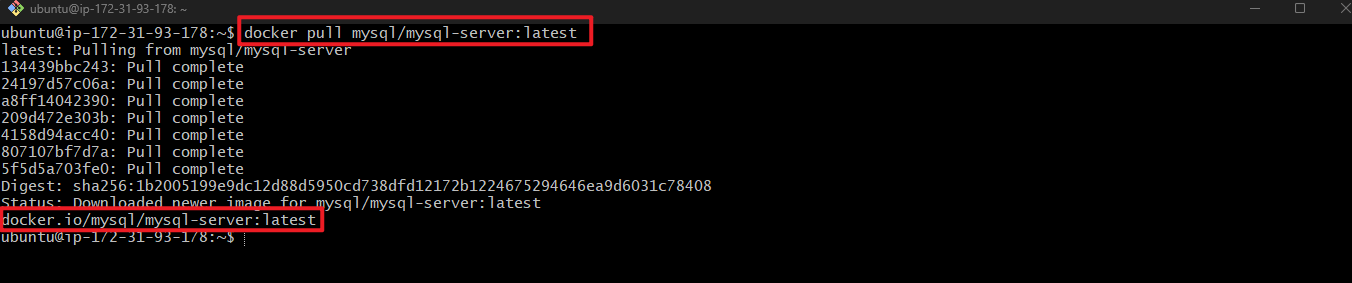 ubuntu@ip-172-31-93-178: ~
ubuntu@ip-172-31-93-178:~$ docker pull mysql/mysql-server:latest
latest: Pulling from mysql/mysql-server
134439bbc243: Pull complete
24197d57c06a: Pull complete
a8ff14042390: Pull complete
209d472e303b: Pull complete
4158d94acc40: Pull complete
807107bf7d7a: Pull complete
5f5d5a703fe0: Pull complete
Digest: sha256:1b2005199e9dc12d88d5950cd738dfd12172b1224675294646ea9d6031c78408
Status: Downloaded newer image for mysql/mysql-server:latest
docker.io/mysql/mysql-server:latest
ubuntu@ip-172-31-93-178:~$